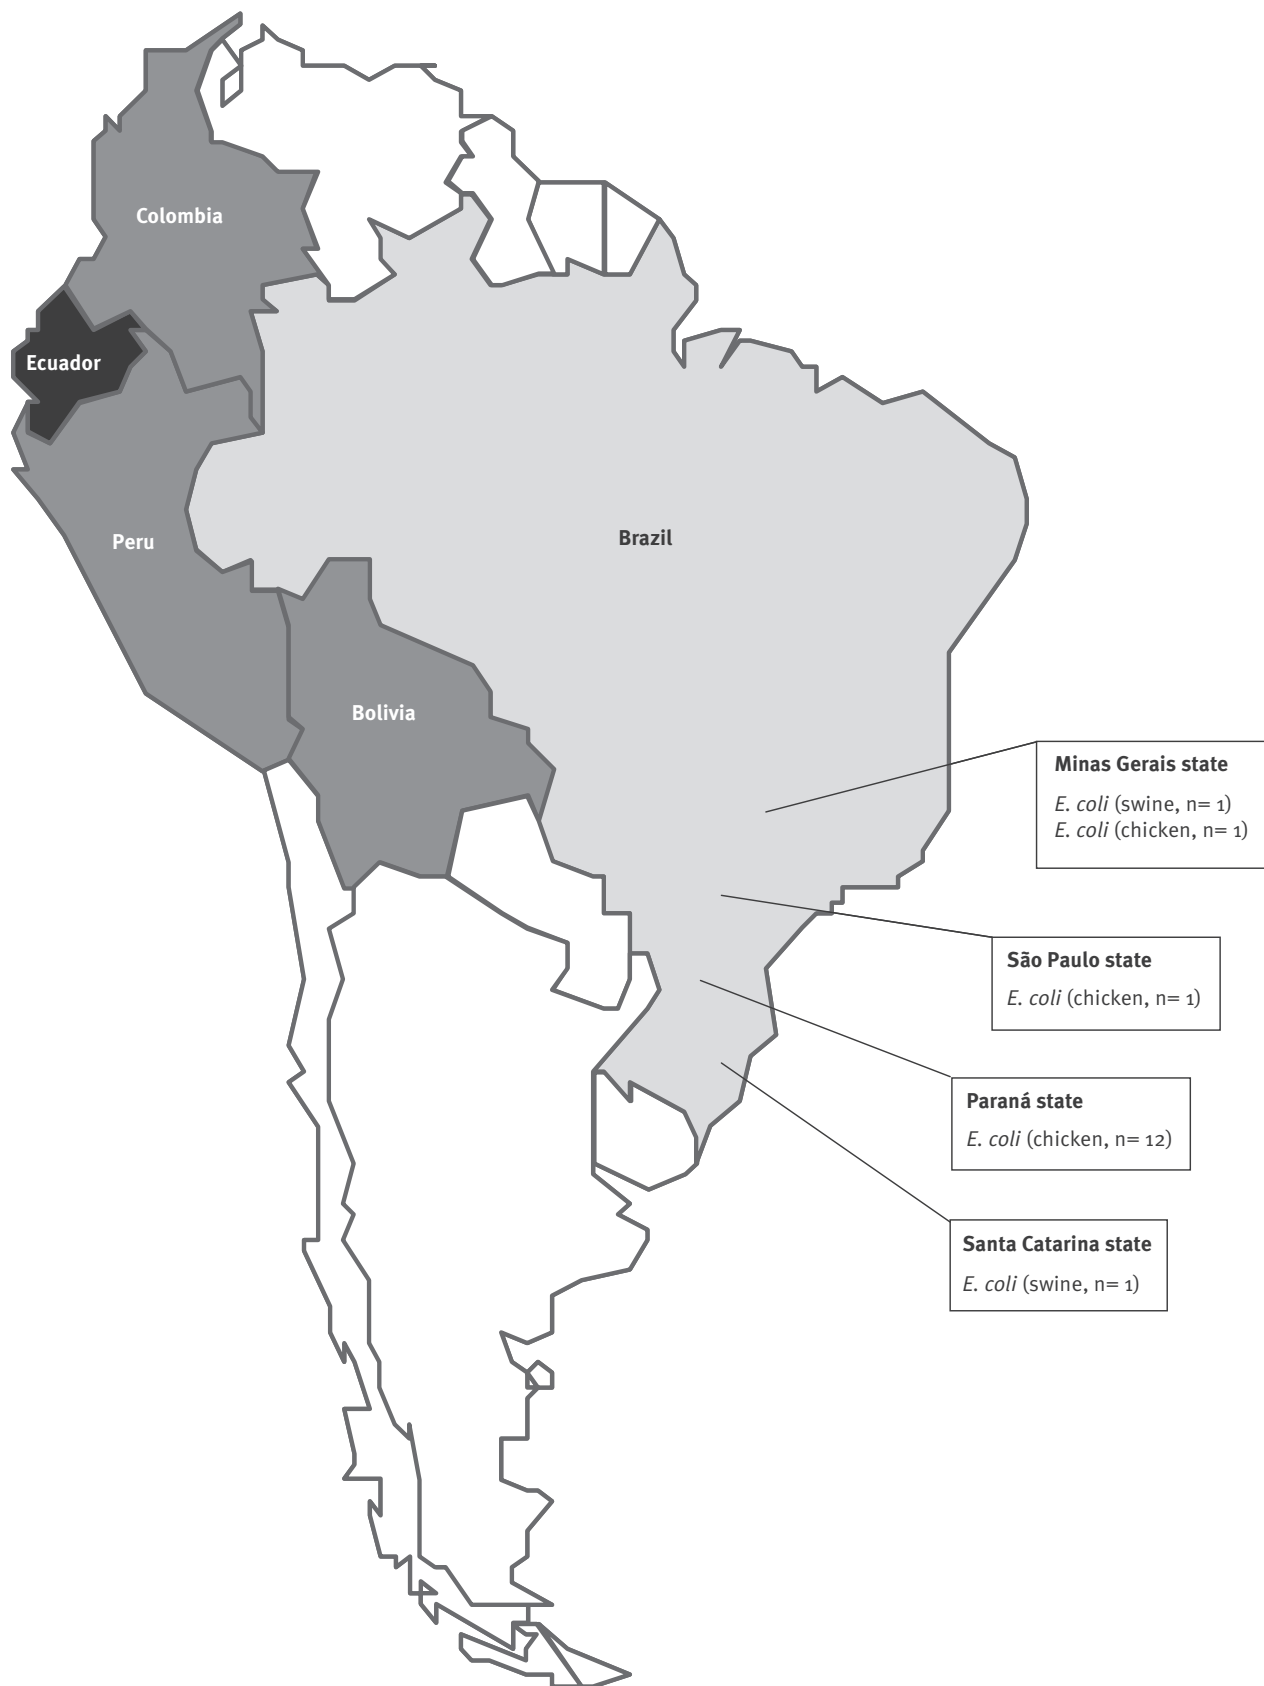 Colombia
Ecuador
Peru
Brazil
Bolivia
Minas Gerais state
E. coli (swine, n= 1)
E. coli (chicken, n= 1)
São Paulo state
E. coli (chicken, n= 1)
Paraná state
E. coli (chicken, n= 12)
Santa Catarina state
E. coli (swine, n= 1)